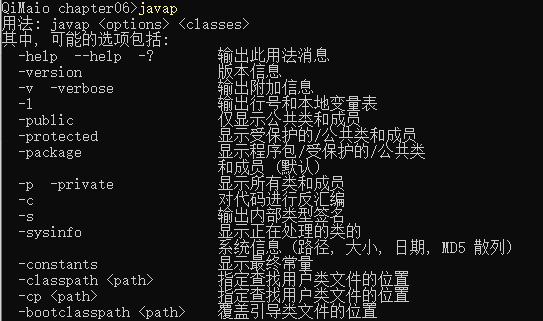 QiMaio chapter06>javap
用法: javap <options> <classes>
其中, 可能的选项包括:
-help --help -? 输出此用法消息
-version 版本信息
-v -verbose 输出附加信息
-l 输出行号和本地变量表
-public 仅显示公共类和成员
-protected 显示受保护的/公共类和成员
-package 显示程序包/受保护的/公共类
和成员 (默认)
-p -private 显示所有类和成员
-c 对代码进行反汇编
-s 输出内部类型签名
-sysinfo 显示正在处理的类的
系统信息 (路径, 大小, 日期, MD5 散列)
-constants 显示最终常量
-classpath <path> 指定查找用户类文件的位置
-cp <path> 指定查找用户类文件的位置
-bootclasspath <path> 覆盖引导类文件的位置